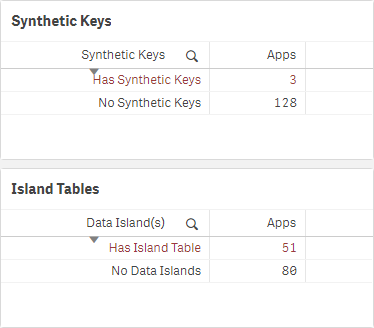 Synthetic Keys
Synthetic Keys Apps
Has Synthetic Keys 3
No Synthetic Keys 128
Island Tables
Data Island(s) Apps
Has Island Table 51
No Data Islands 80